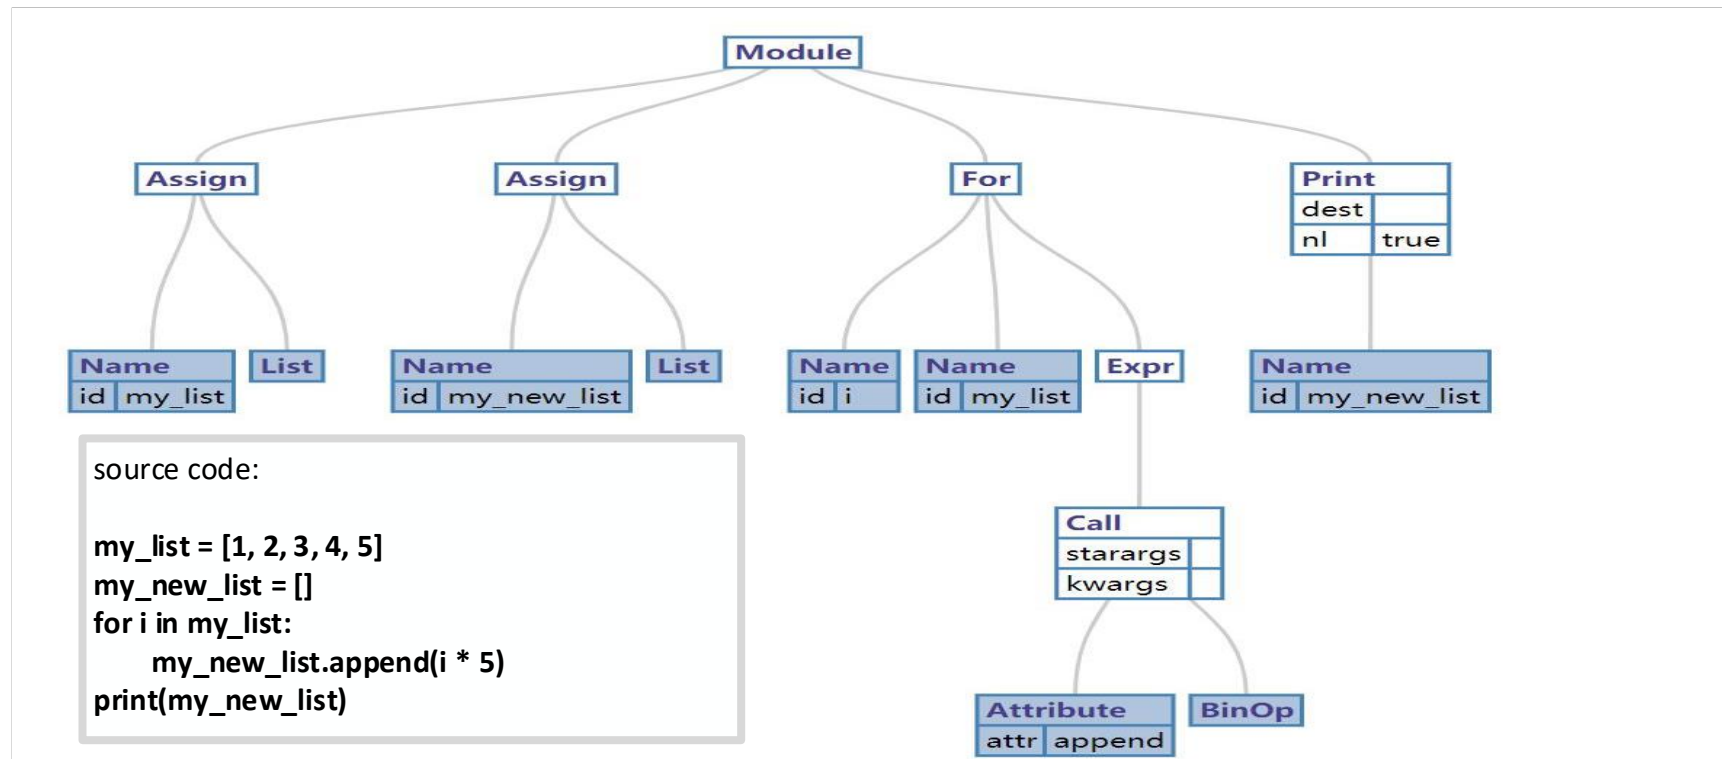 Module
Assign Assign For Print
dest
nl true
Name List Name List Name Name Expr Name
id my_list id my_new_list id i id my_list id my_new_list
source code:
my_list = [1, 2, 3, 4, 5]
my_new_list = []
for i in my_list:
my_new_list.append(i * 5)
print(my_new_list)
Call
starargs
kwargs
Attribute BinOp
attr append